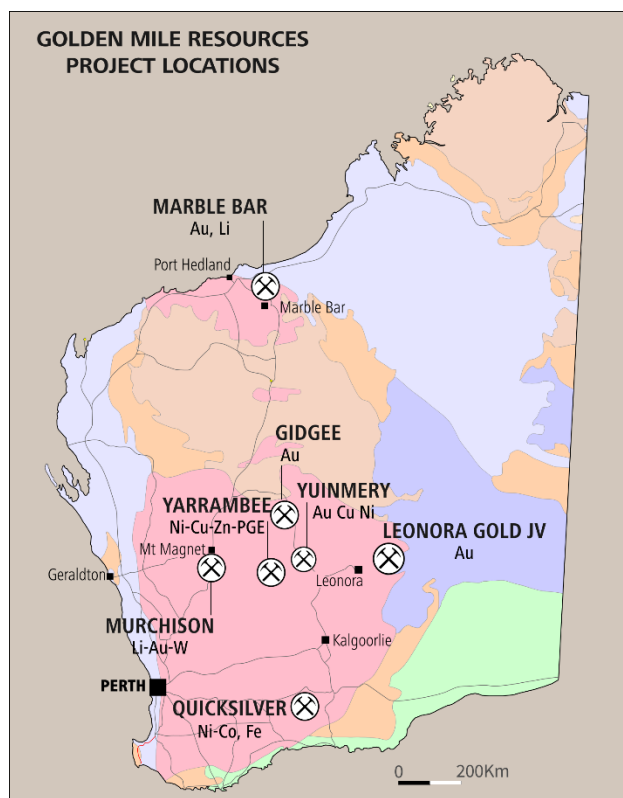 GOLDEN MILE RESOURCES
PROJECT LOCATIONS
MARBLE BAR
Au, Li
Port Hedland
Marble Bar
GIDGEE
Au
YARRAMBEE
Ni-Cu-Zn-PGE
YUINMERY
Au Cu Ni
LEONORA GOLD JV
Au
Mt Magnet
Leonora
Geraldton
MURCHISON
Li-Au-W
Kalgoorlie
PERTH
QUICKSILVER
Ni-Co, Fe
0 200Km